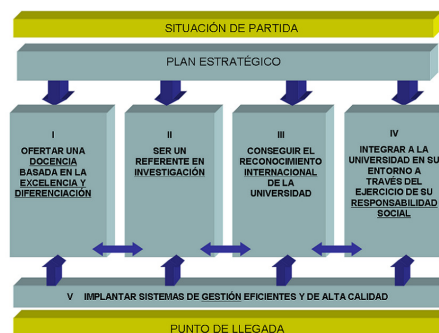 SITUACIÓN DE PARTIDA
PLAN ESTRATÉGICO
I
OFERTAR UNA
DOCENCIA
BASADA EN LA
EXCELENCIA Y
DIFERENCIACIÓN
II
SER UN
REFERENTE EN
INVESTIGACIÓN
III
CONSEGUIR EL
RECONOCIMIENTO
INTERNACIONAL
DE LA
UNIVERSIDAD
IV
INTEGRAR A LA
UNIVERSIDAD EN SU
ENTORNO A
TRAVÉS DEL
EJERCICIO DE SU
RESPONSABILIDAD
SOCIAL
V IMPLANTAR SISTEMAS DE GESTIÓN EFICIENTES Y DE ALTA CALIDAD
PUNTO DE LLEGADA